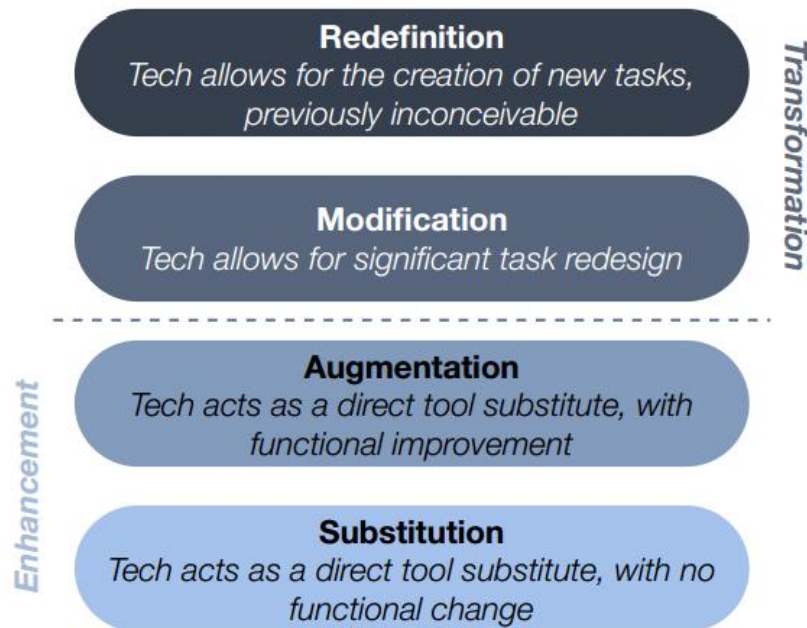 Redefinition
Tech allows for the creation of new tasks,
previously inconceivable
Transformation
Modification
Tech allows for significant task redesign
Augmentation
Tech acts as a direct tool substitute, with
functional improvement
Enhancement
Substitution
Tech acts as a direct tool substitute, with no
functional change